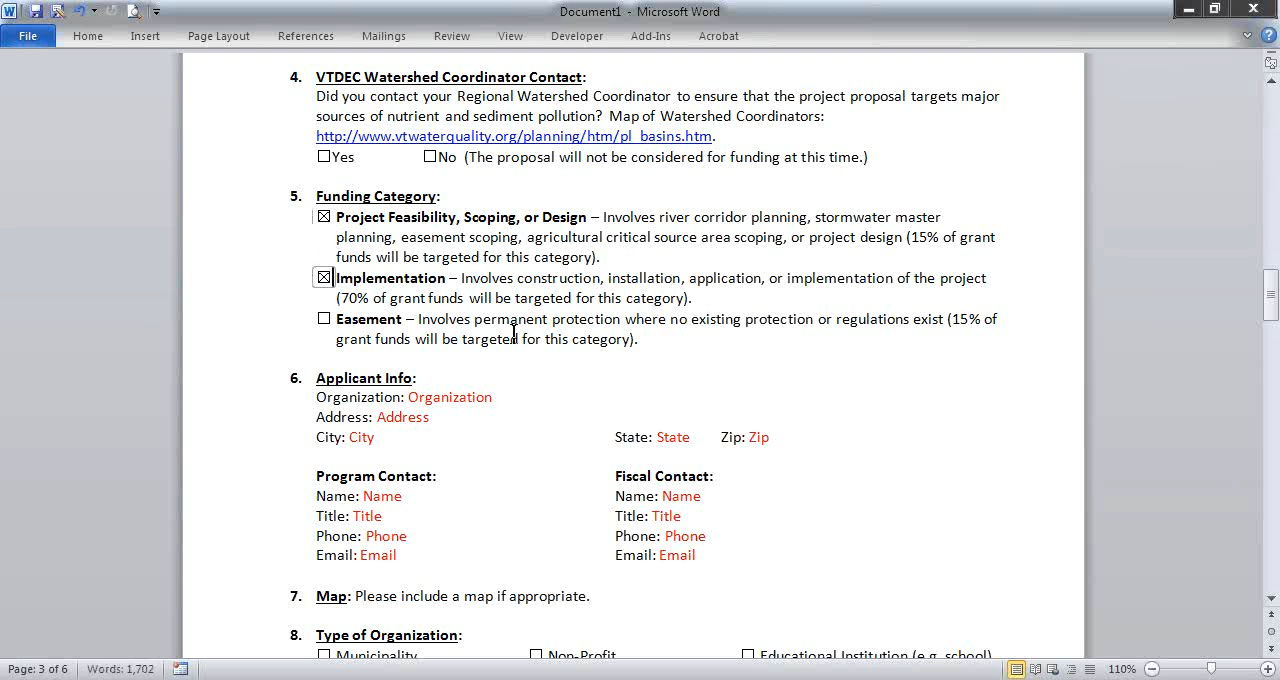 Document1 - Microsoft Word
File Home Insert Page Layout References Mailings Review View Developer Add-Ins Acrobat
4. VTDEC Watershed Coordinator Contact:
Did you contact your Regional Watershed Coordinator to ensure that the project proposal targets major
sources of nutrient and sediment pollution? Map of Watershed Coordinators:
http://www.vtwaterquality.org/planning/htm/pl_basins.htm.
☐Yes ☐No (The proposal will not be considered for funding at this time.)
5. Funding Category:
☒ Project Feasibility, Scoping, or Design – Involves river corridor planning, stormwater master
planning, easement scoping, agricultural critical source area scoping, or project design (15% of grant
funds will be targeted for this category).
☒ Implementation – Involves construction, installation, application, or implementation of the project
(70% of grant funds will be targeted for this category).
☐ Easement – Involves permanent protection where no existing protection or regulations exist (15% of
grant funds will be targeted for this category).
6. Applicant Info:
Organization: Organization
Address: Address
City: City State: State Zip: Zip
Program Contact: Fiscal Contact:
Name: Name Name: Name
Title: Title Title: Title
Phone: Phone Phone: Phone
Email: Email Email: Email
7. Map: Please include a map if appropriate.
8. Type of Organization:
☐ Municipality ☐ Non-Profit ☐ Educational Institution (e.g. school)
Page: 3 of 6 Words: 1,702 110%